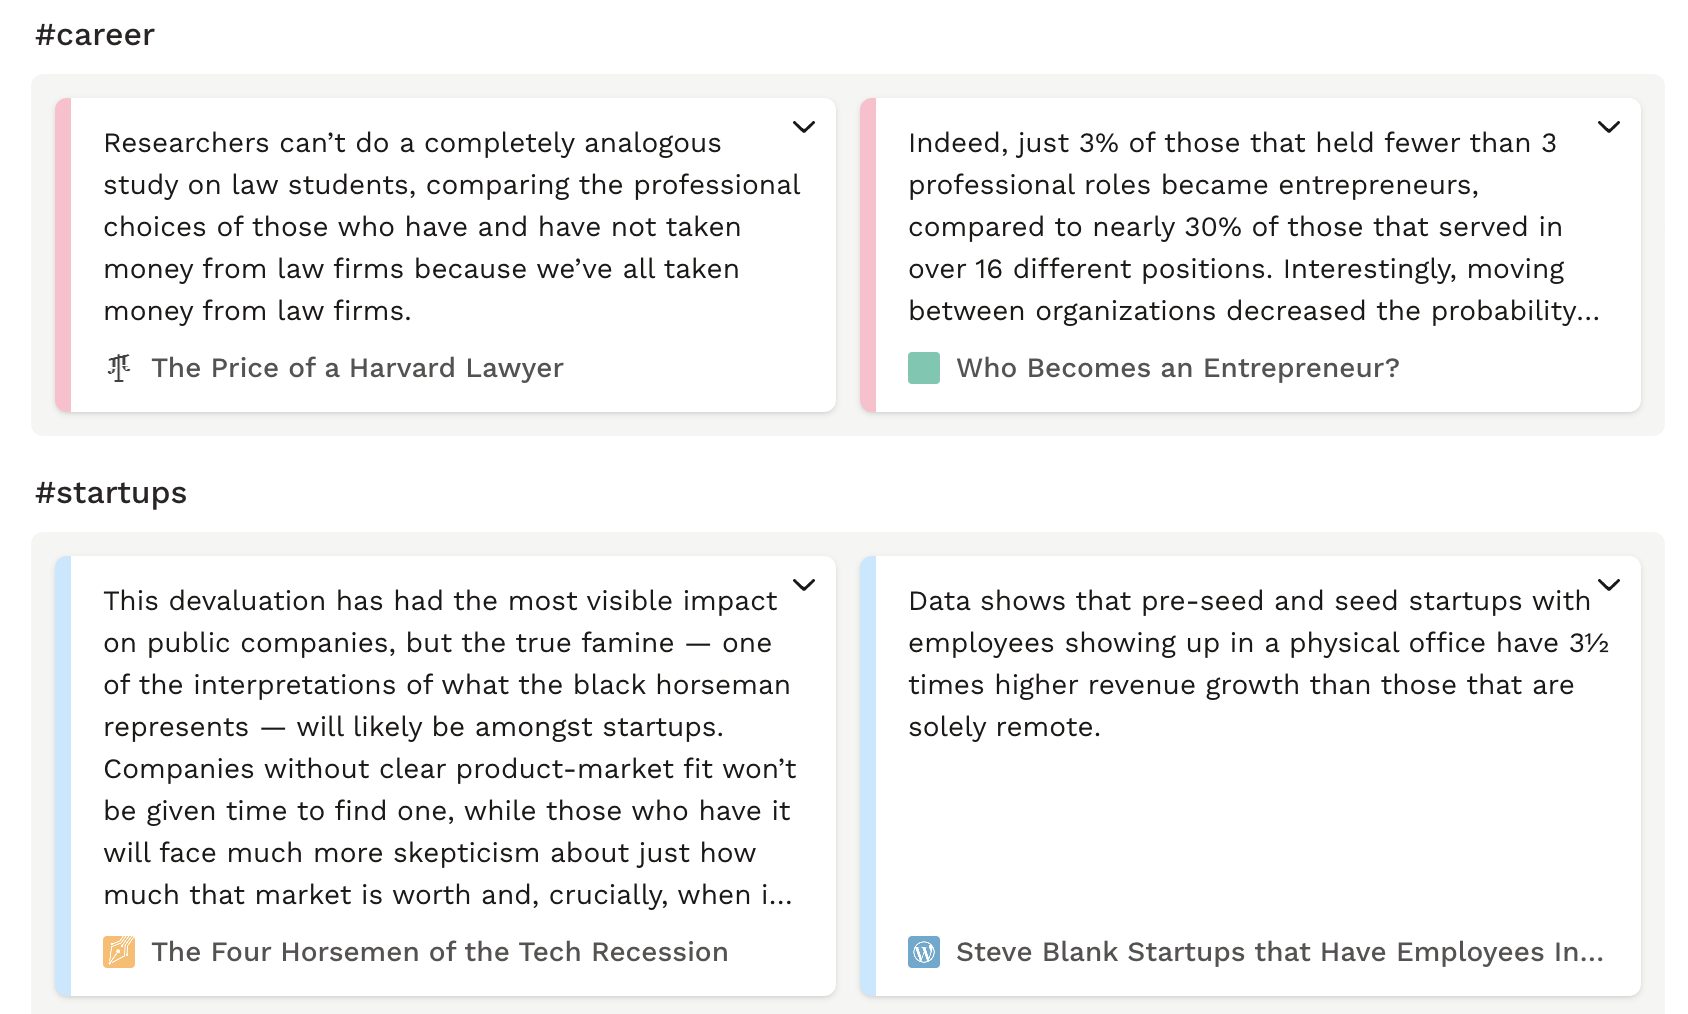 #career
Researchers can’t do a completely analogous
study on law students, comparing the professional
choices of those who have and have not taken
money from law firms because we’ve all taken
money from law firms.
The Price of a Harvard Lawyer
Indeed, just 3% of those that held fewer than 3
professional roles became entrepreneurs,
compared to nearly 30% of those that served in
over 16 different positions. Interestingly, moving
between organizations decreased the probability...
Who Becomes an Entrepreneur?
#startups
This devaluation has had the most visible impact
on public companies, but the true famine — one
of the interpretations of what the black horseman
represents — will likely be amongst startups.
Companies without clear product-market fit won’t
be given time to find one, while those who have it
will face much more skepticism about just how
much that market is worth and, crucially, when i...
The Four Horsemen of the Tech Recession
Data shows that pre-seed and seed startups with
employees showing up in a physical office have 3½
times higher revenue growth than those that are
solely remote.
Steve Blank Startups that Have Employees In...